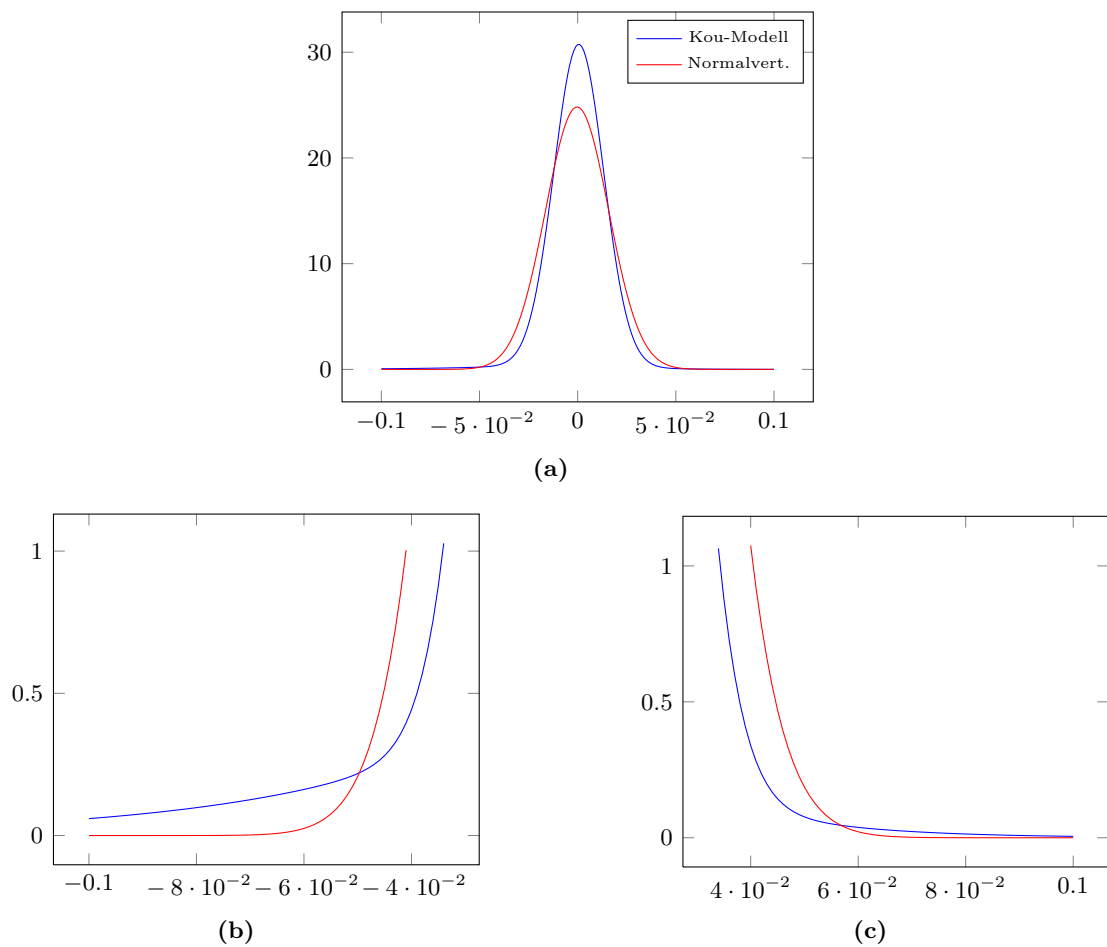 30
20
10
0
Kou-Modell
Normalvert.
−0.1 −5·10⁻² 0 5·10⁻² 0.1
(a)
1
0.5
0
−0.1 −8·10⁻² −6·10⁻² −4·10⁻²
(b)
1
0.5
0
4·10⁻² 6·10⁻² 8·10⁻² 0.1
(c)